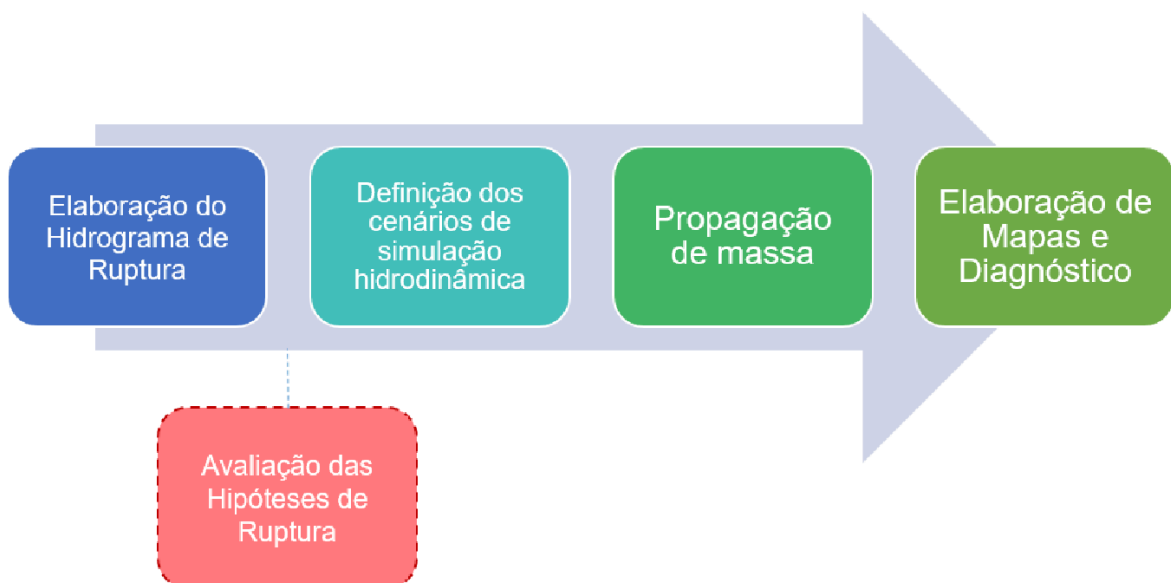 Elaboração do
Hidrograma de
Ruptura
Definição dos
cenários de
simulação
hidrodinâmica
Propagação
de massa
Elaboração de
Mapas e
Diagnóstico
Avaliação das
Hipóteses de
Ruptura